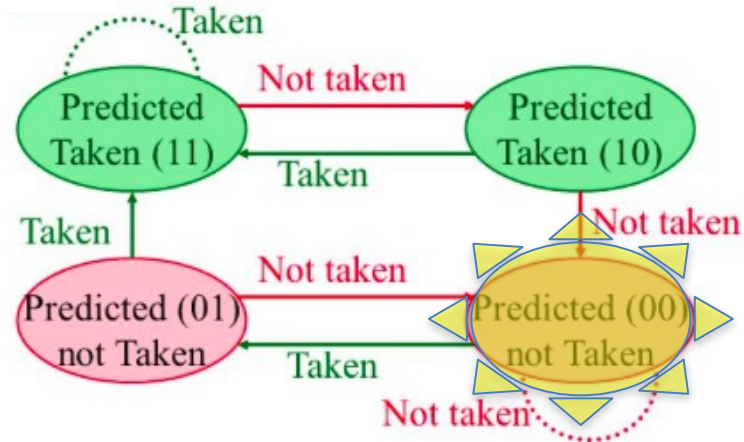 Taken
Not taken
Predicted
Taken (11)
Predicted
Taken (10)
Taken
Taken
Not taken
Not taken
Predicted (01)
not Taken
Predicted (00)
not Taken
Taken
Not taken